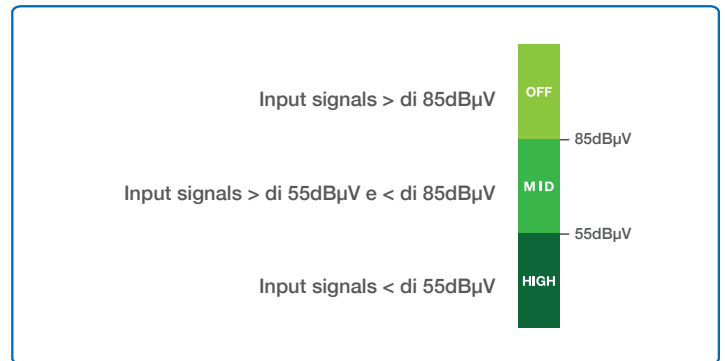 Input signals > di 85dBµV
OFF
85dBµV
Input signals > di 55dBµV e < di 85dBµV
MID
55dBµV
Input signals < di 55dBµV
HIGH